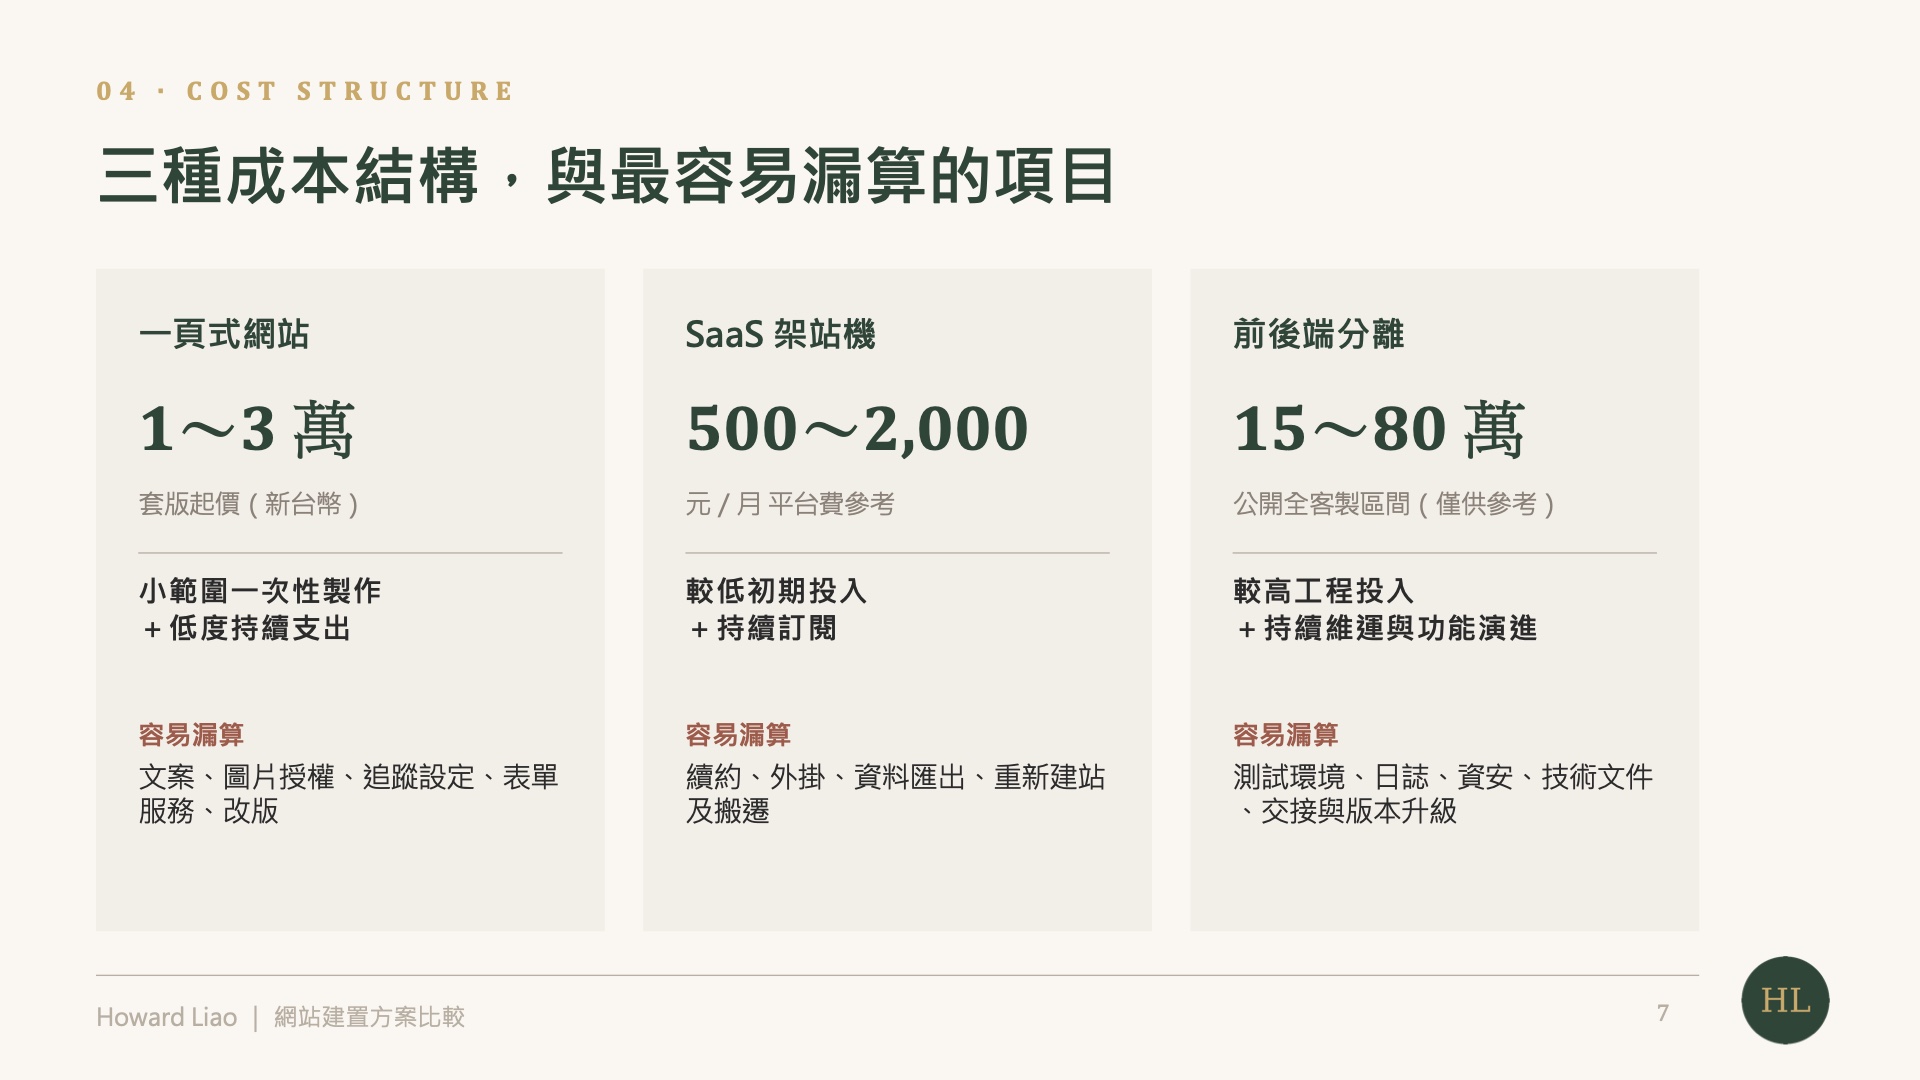 04 · COST STRUCTURE
三種成本結構，與最容易漏算的項目
一頁式網站
1～3 萬
套版起價（新台幣）
小範圍一次性製作
＋低度持續支出
容易漏算
文案、圖片授權、追蹤設定、表單
服務、改版
SaaS 架站機
500～2,000
元 / 月 平台費參考
較低初期投入
＋持續訂閱
容易漏算
續約、外掛、資料匯出、重新建站
及搬遷
前後端分離
15～80 萬
公開全客製區間（僅供參考）
較高工程投入
＋持續維運與功能演進
容易漏算
測試環境、日誌、資安、技術文件
、交接與版本升級
Howard Liao｜網站建置方案比較
7
HL